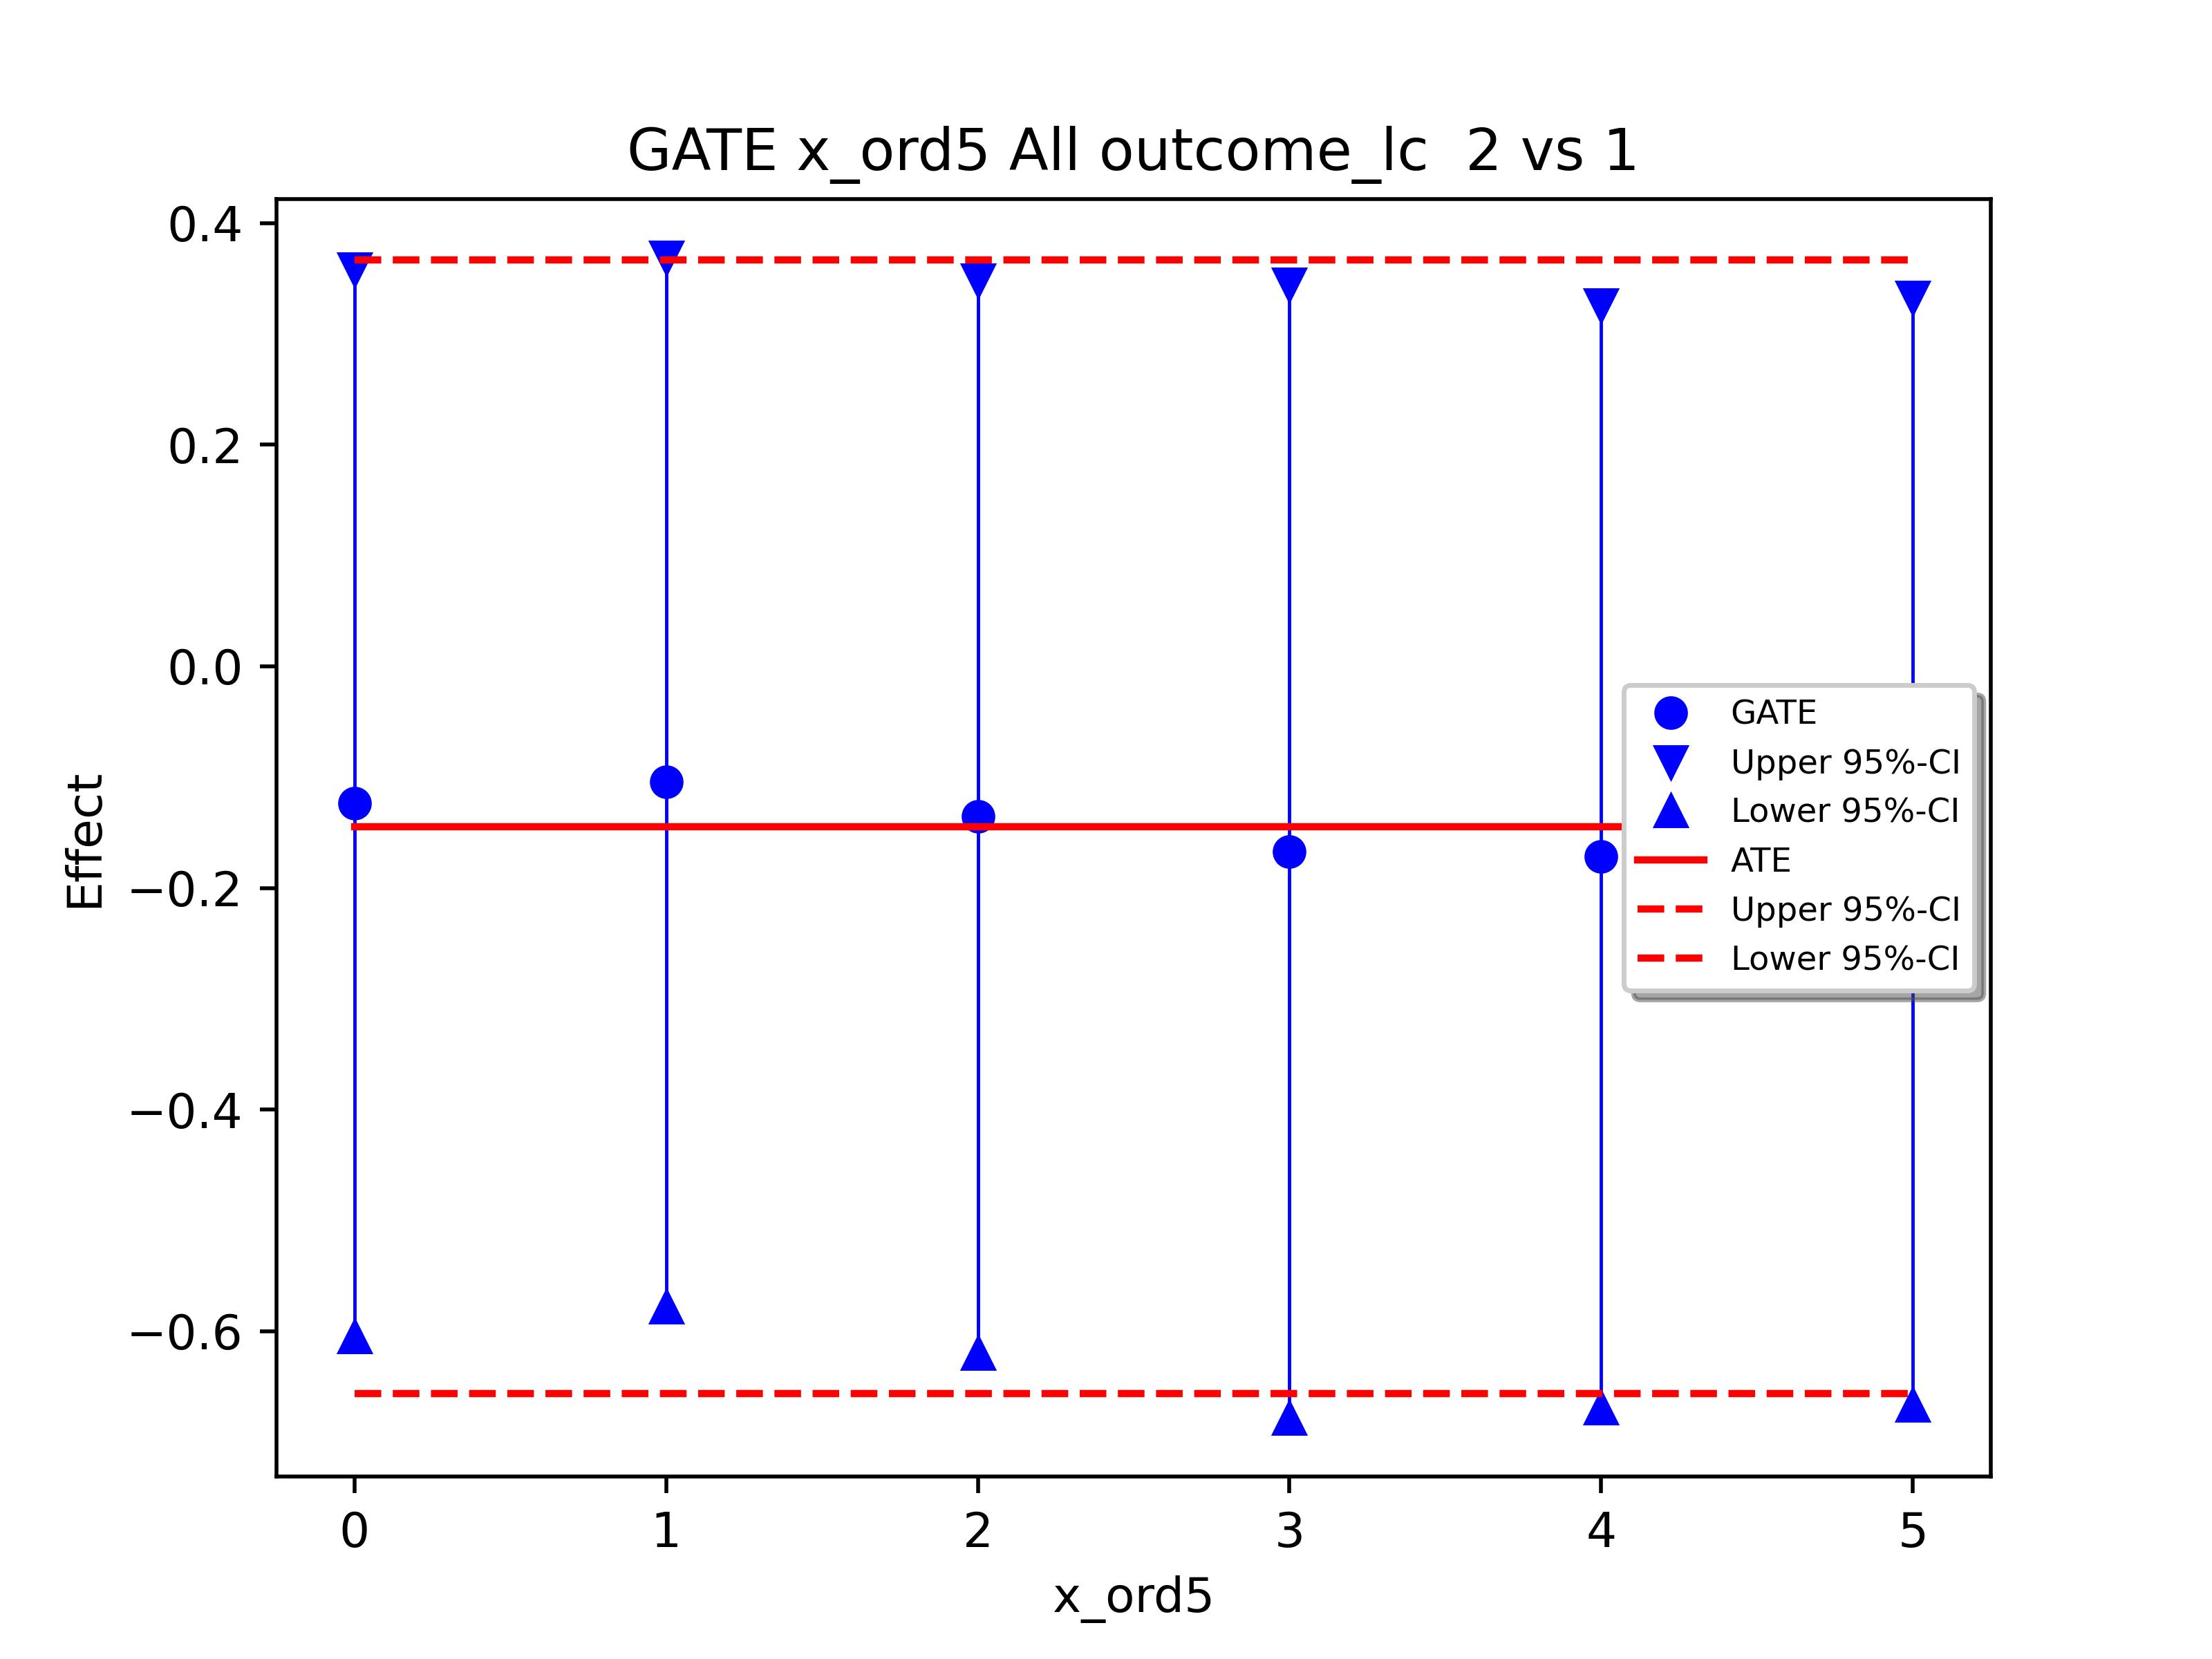 GATE x_ord5 All outcome_lc  2 vs 1
0.4
0.2
0.0
−0.2
−0.4
−0.6
Effect
GATE
Upper 95%-CI
Lower 95%-CI
ATE
Upper 95%-CI
Lower 95%-CI
0 1 2 3 4 5
x_ord5